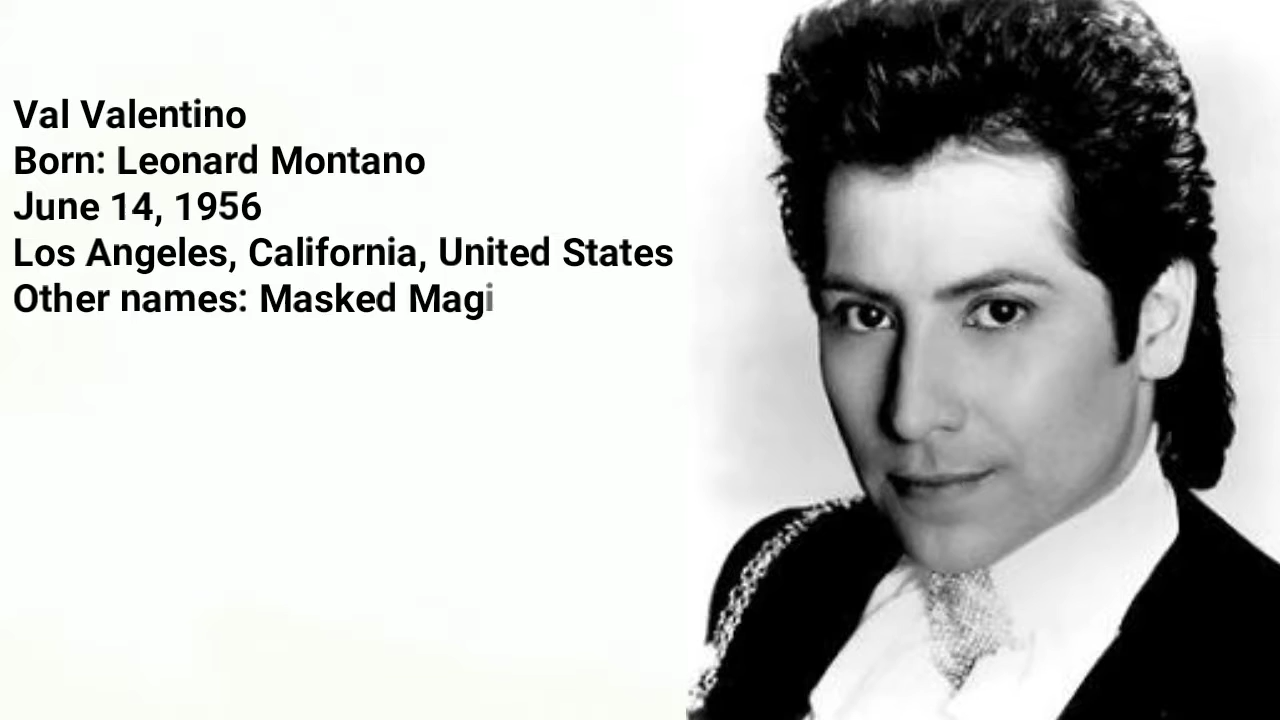 Val Valentino
Born: Leonard Montano
June 14, 1956
Los Angeles, California, United States
Other names: Masked Magi